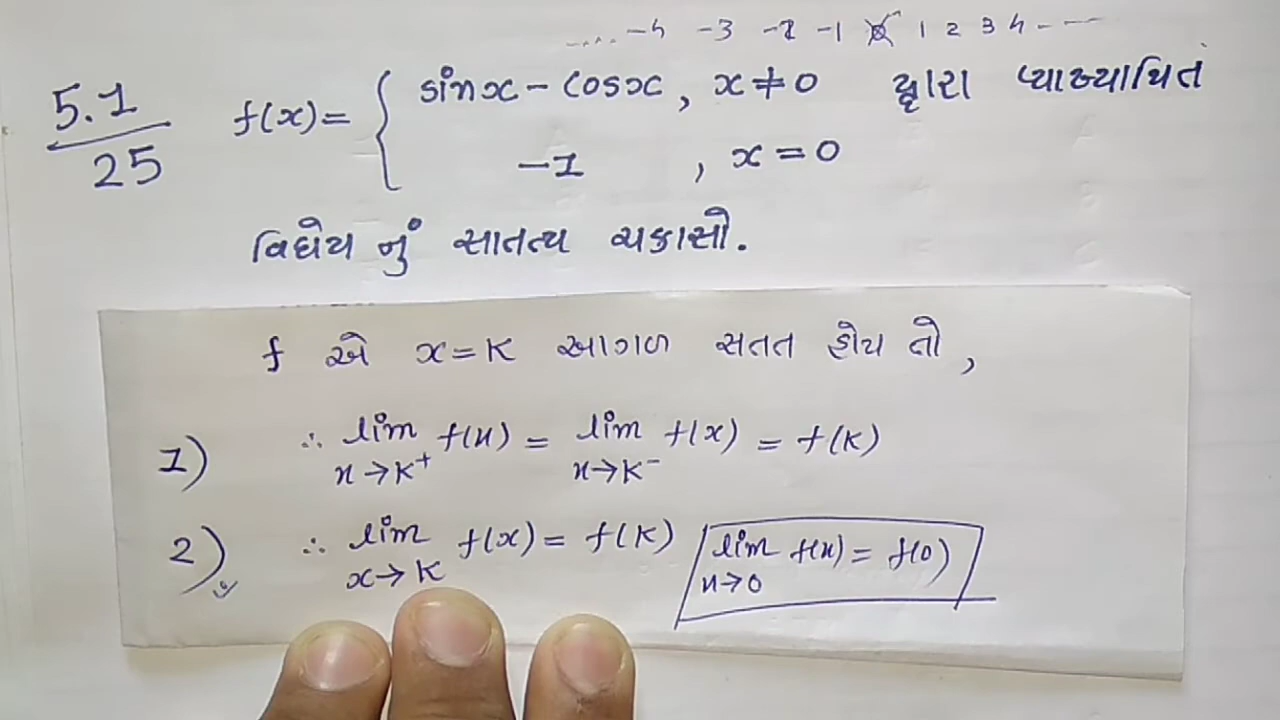 .... -4 -3 -2 -1 0 1 2 3 4 ....
5.1/25 f(x) = { sinx - cosx, x ≠ 0 દ્વારા વ્યાખ્યાયિત
-1 , x = 0
વિધેય નું સાતત્ય ચકાસો.
f એ x = K આગળ સતત હોય તો,
1) ∴ lim x→K⁺ f(x) = lim x→K⁻ f(x) = f(K)
2) ∴ lim x→K f(x) = f(K) lim x→0 f(x) = f(0)